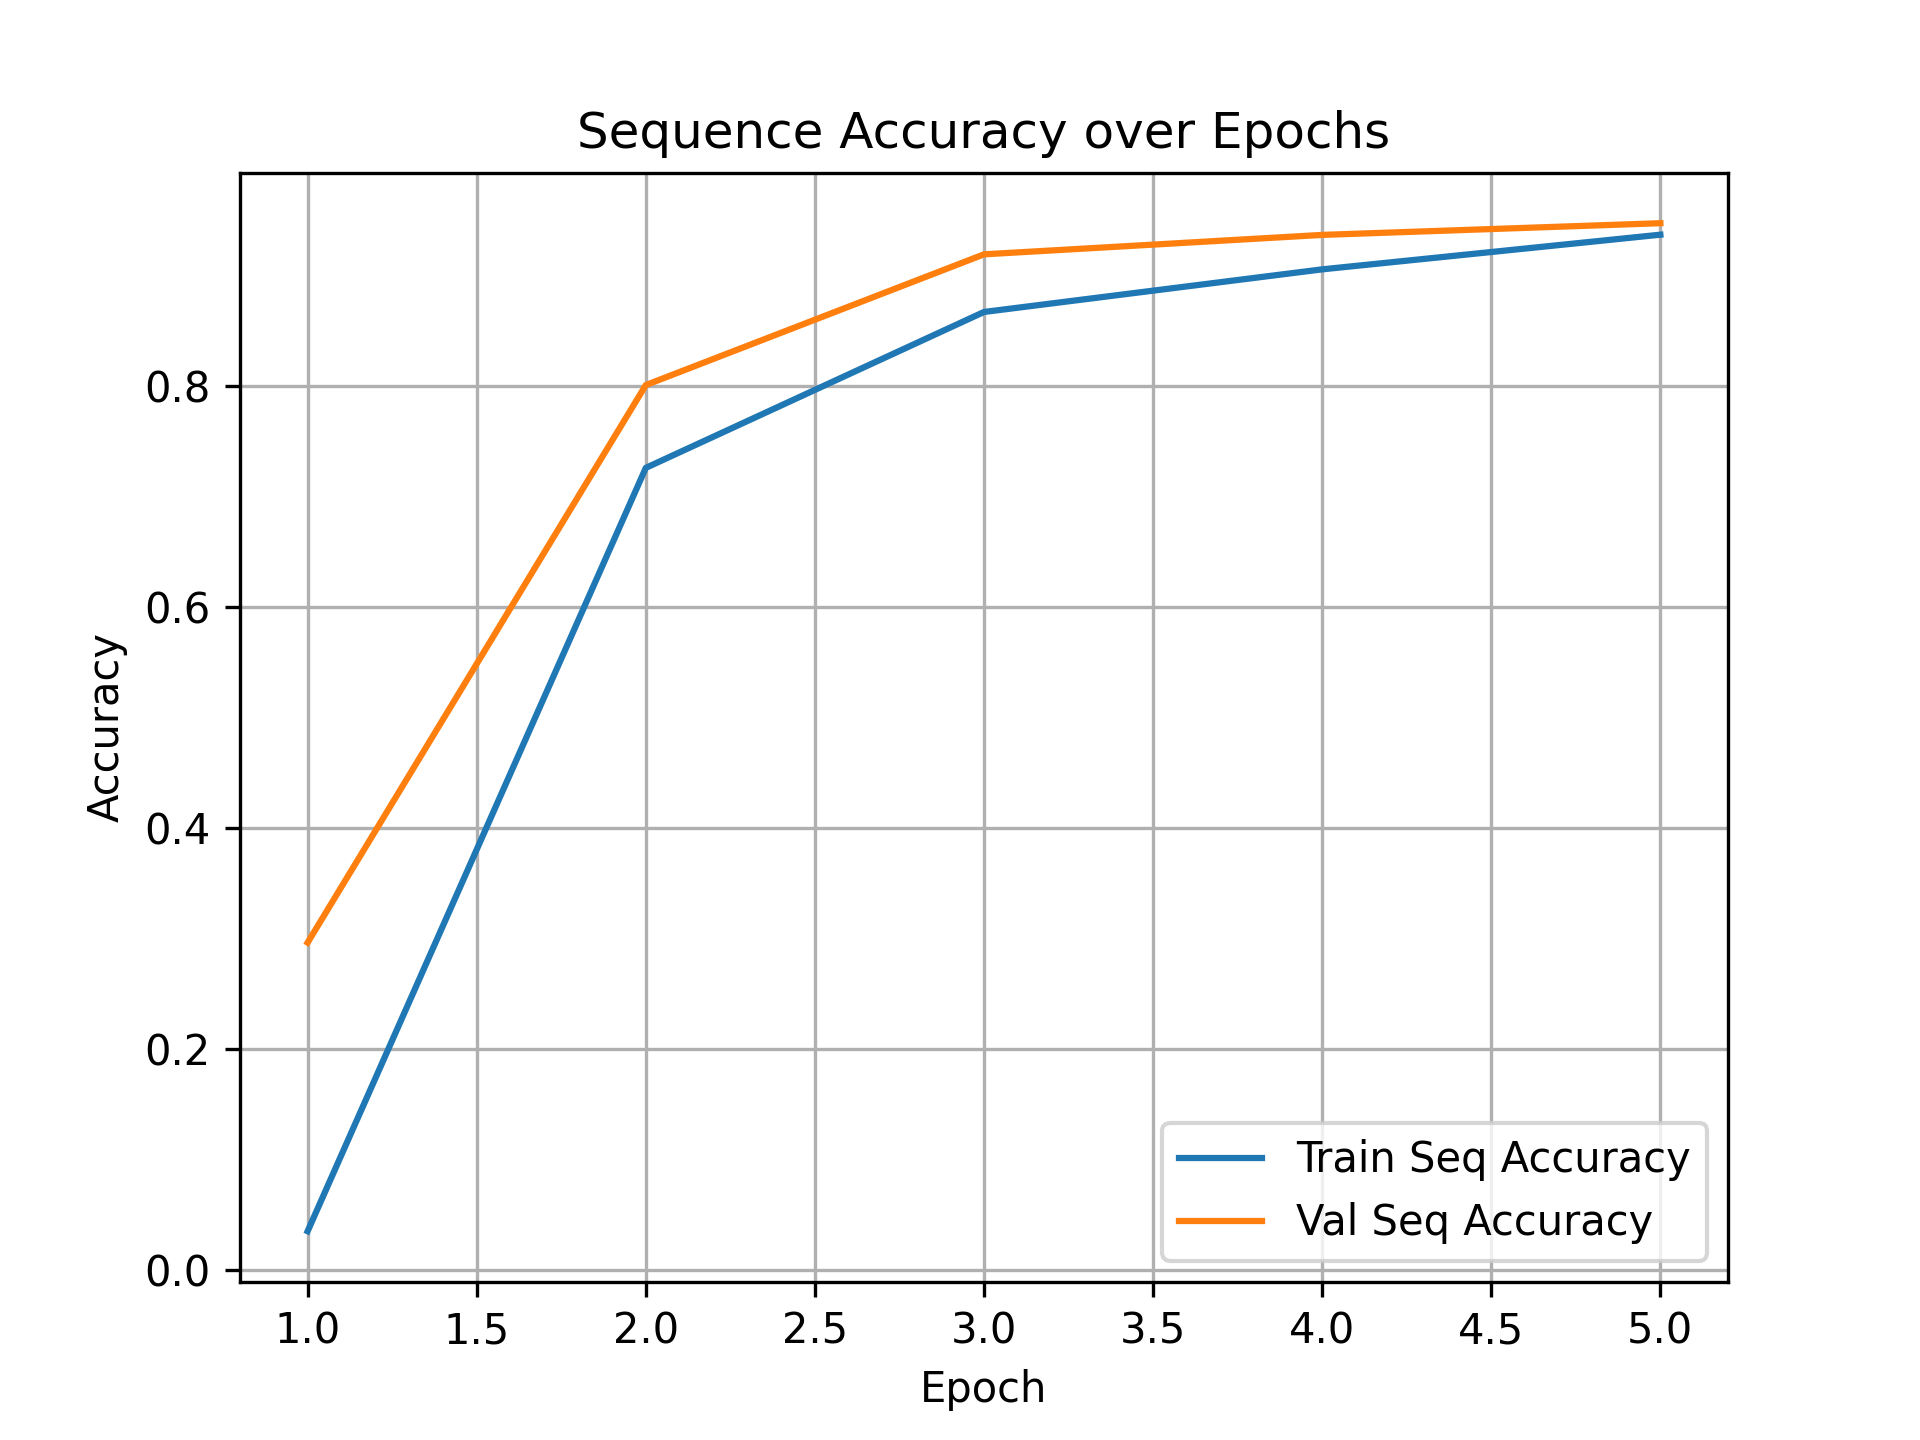 Sequence Accuracy over Epochs
Accuracy
0.8
0.6
0.4
0.2
0.0
Train Seq Accuracy
Val Seq Accuracy
1.0 1.5 2.0 2.5 3.0 3.5 4.0 4.5 5.0
Epoch